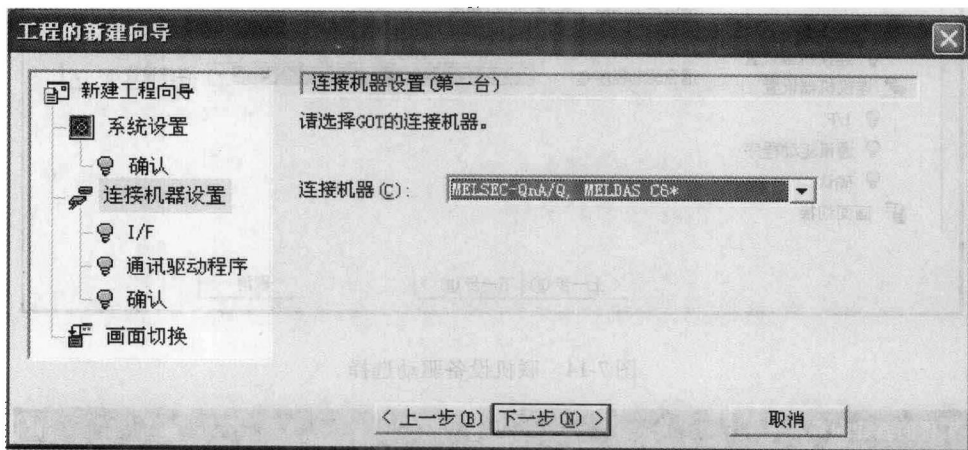 工程的新建向导
新建工程向导
系统设置
确认
连接机器设置
I/F
通讯驱动程序
确认
画面切换
连接机器设置(第一台)
请选择GOT的连接机器。
连接机器(C):
MELSEC-QnA/Q, MELDAS C6*
<上一步(B)
下一步(N)>
取消